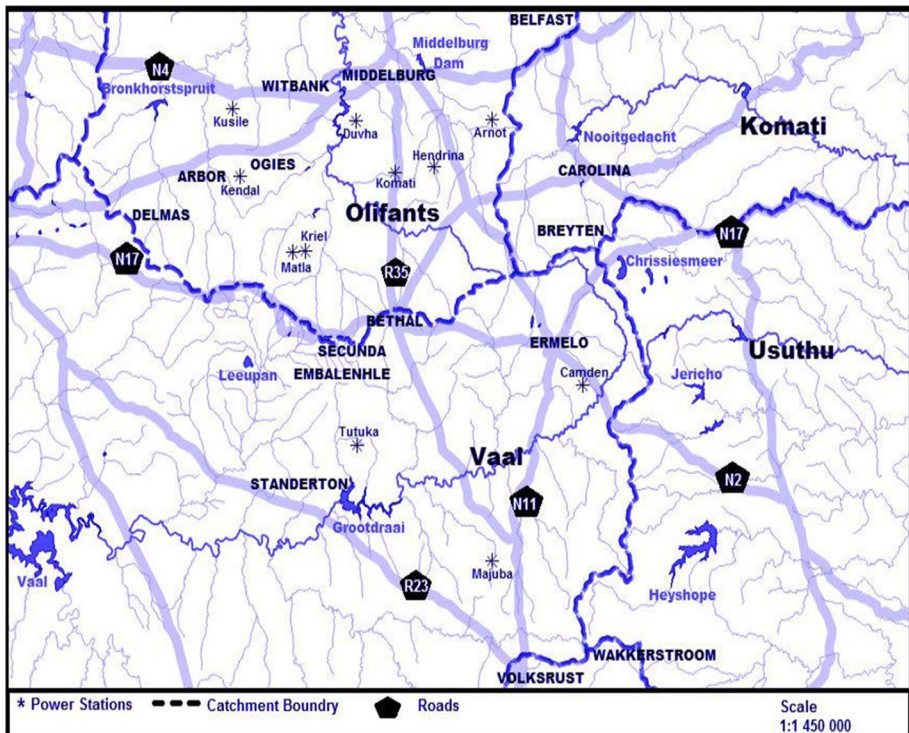 BELFAST
Middelburg
Dam
N4
MIDDELBURG
WITBANK
Bronkhorstspruit
Kusile
Duvha
Arnot
Nooitgedacht
Komati
Hendrina
OGIES
ARBOR
Kendal
Komati
CAROLINA
Olifants
DELMAS
BREYTEN
N17
Kriel
Matla
N17
R35
Chrissiesmeer
BETHAL
SECUNDA
ERMELO
Usuthu
Leeupan
EMBALENHLE
Camden
Jericho
Tutuka
Vaal
STANDERTON
N2
N11
Grootdraai
Majuba
Vaal
R23
Heyshope
WAKKERSTROOM
VOLKSRUST
* Power Stations
Catchment Boundry
Roads
Scale
1:1 450 000